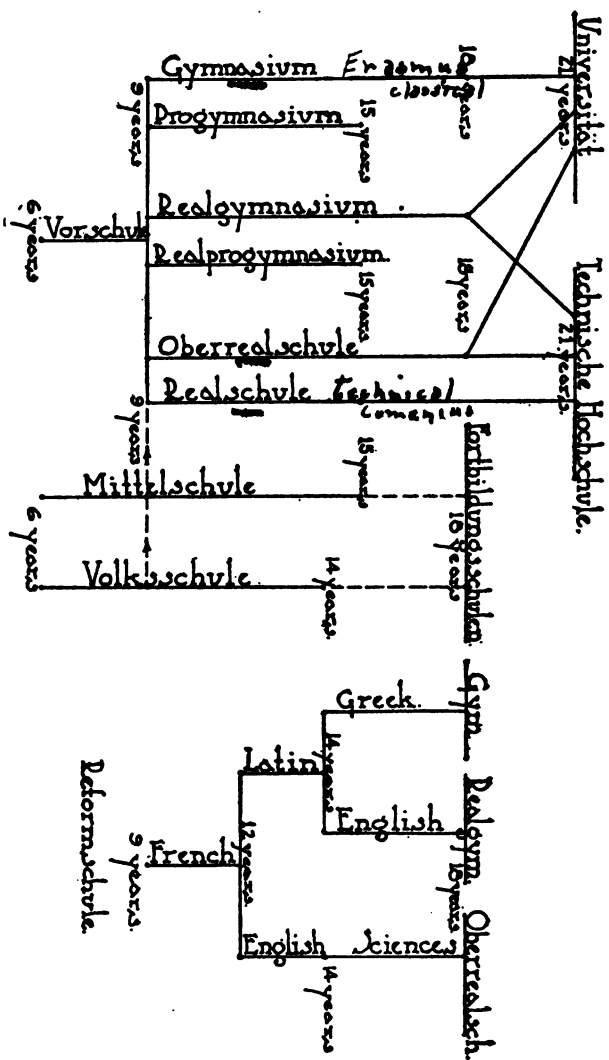 Universität
21 years.
Gymnasium Erasmus
classical
18 years
Progymnasium
15 years
9 years
Realgymnasium
Vorschule
6 years
Realprogymnasium.
15 years
18 years
Technische Hochschule.
21 years.
Oberrealschule
Realschule technical
Comenius
9 years
Mittelschule
15 years
Fortbildungsschulen
18 years
6 years
Volksschule
14 years.
Gym
Greek.
Latin
14 years
Realgym.
English
18 years
12 years
French
9 years.
Reformschule.
Oberrealsch.
English Sciences
14 years